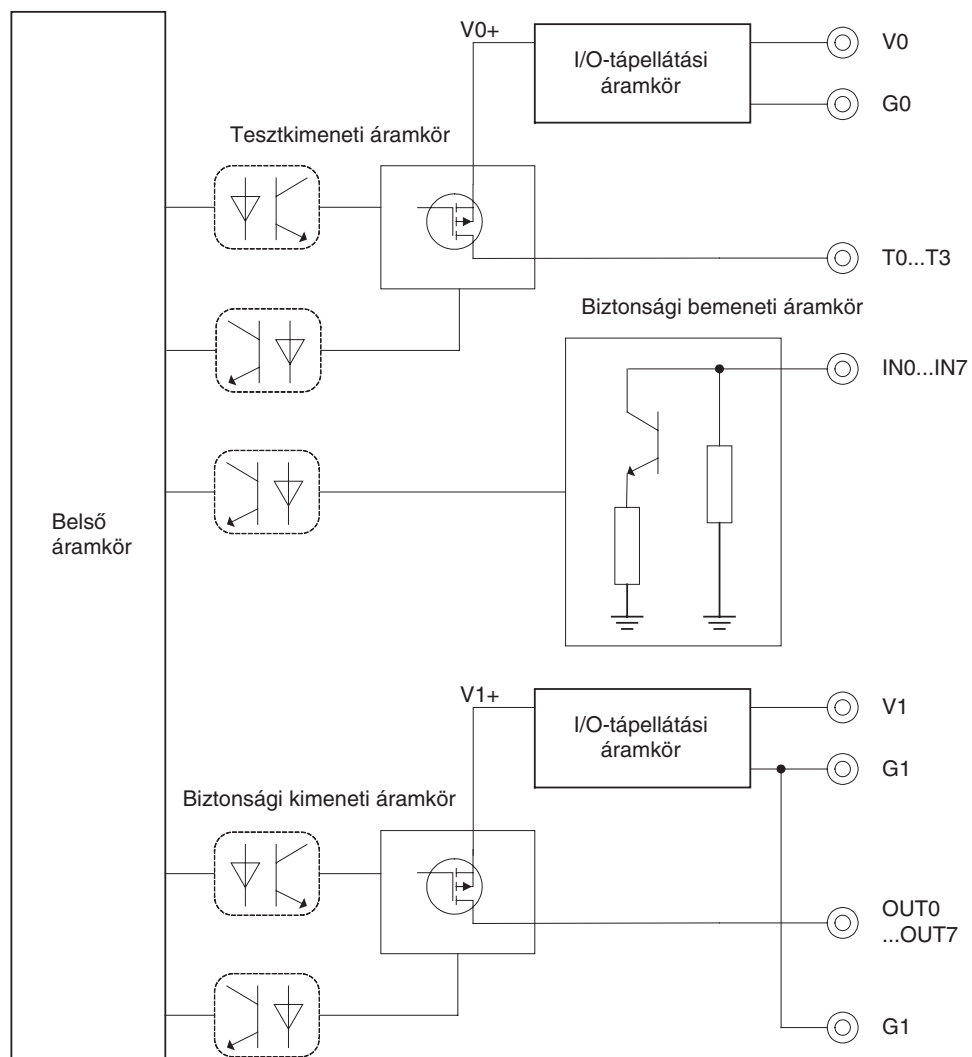 V0+
I/O-tápellátási
áramkör
V0
G0
Tesztkimeneti áramkör
T0...T3
Biztonsági bemeneti áramkör
IN0...IN7
Belső
áramkör
V1+
I/O-tápellátási
áramkör
V1
G1
Biztonsági kimeneti áramkör
OUT0
...OUT7
G1